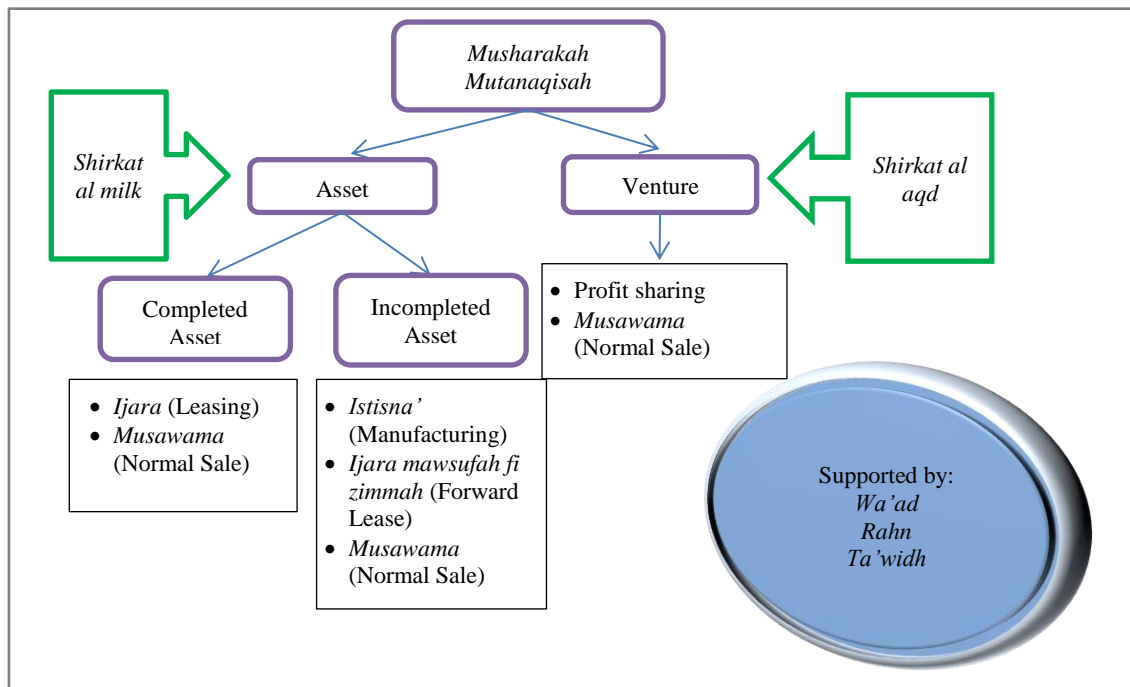 Musharakah
Mutanaqisah
Shirkat
al milk
Asset
Venture
Shirkat al
aqd
Completed
Asset
Incompleted
Asset
• Profit sharing
• Musawama
(Normal Sale)
• Ijara (Leasing)
• Musawama
(Normal Sale)
• Istisna’
(Manufacturing)
• Ijara mawsufah fi
zimmah (Forward
Lease)
• Musawama
(Normal Sale)
Supported by:
Wa’ad
Rahn
Ta’widh